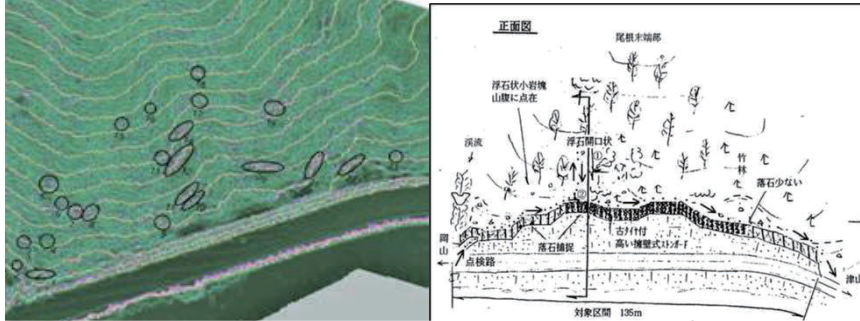 正面図
尾根末端部
浮石状小岩塊
山腹に点在
浮石開口状
渓流
①
竹林
②
落石少ない
岡山
落石捕捉
古タイヤ付
高い擁壁式ストンガード
点検路
津山
対象区間 135m